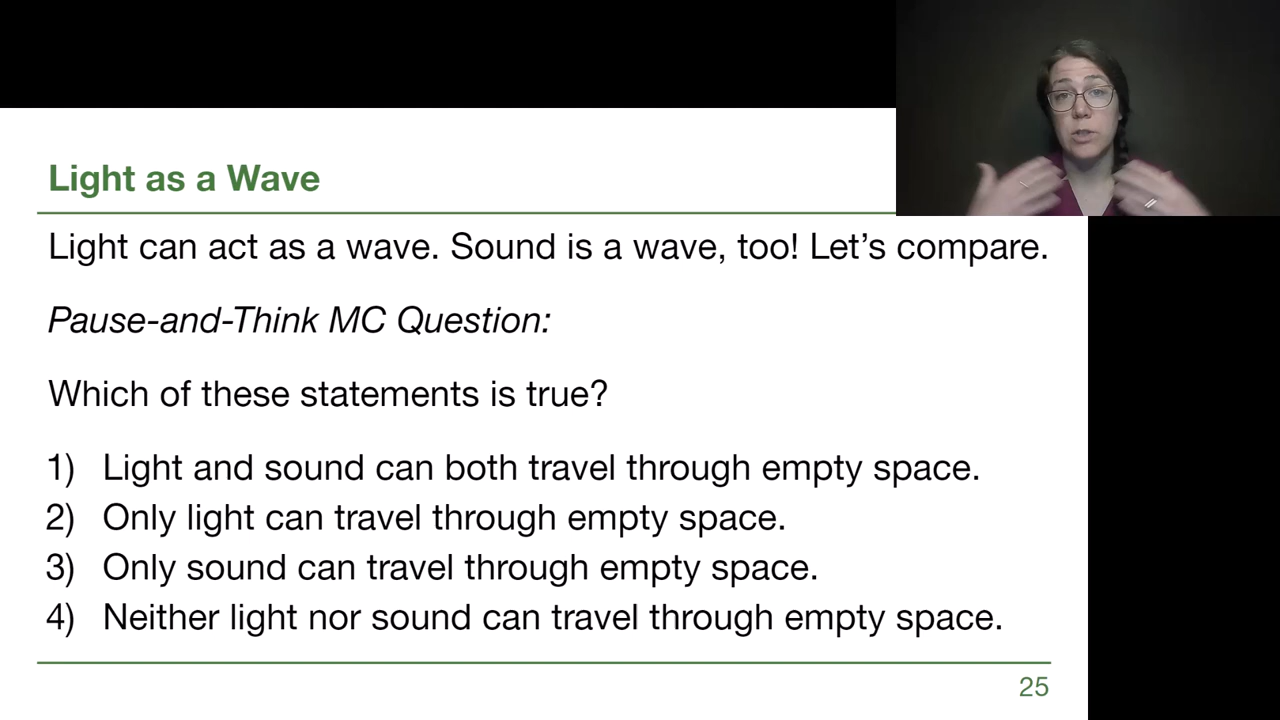 Light as a Wave
Light can act as a wave. Sound is a wave, too! Let’s compare.
Pause-and-Think MC Question:
Which of these statements is true?
1) Light and sound can both travel through empty space.
2) Only light can travel through empty space.
3) Only sound can travel through empty space.
4) Neither light nor sound can travel through empty space.
25